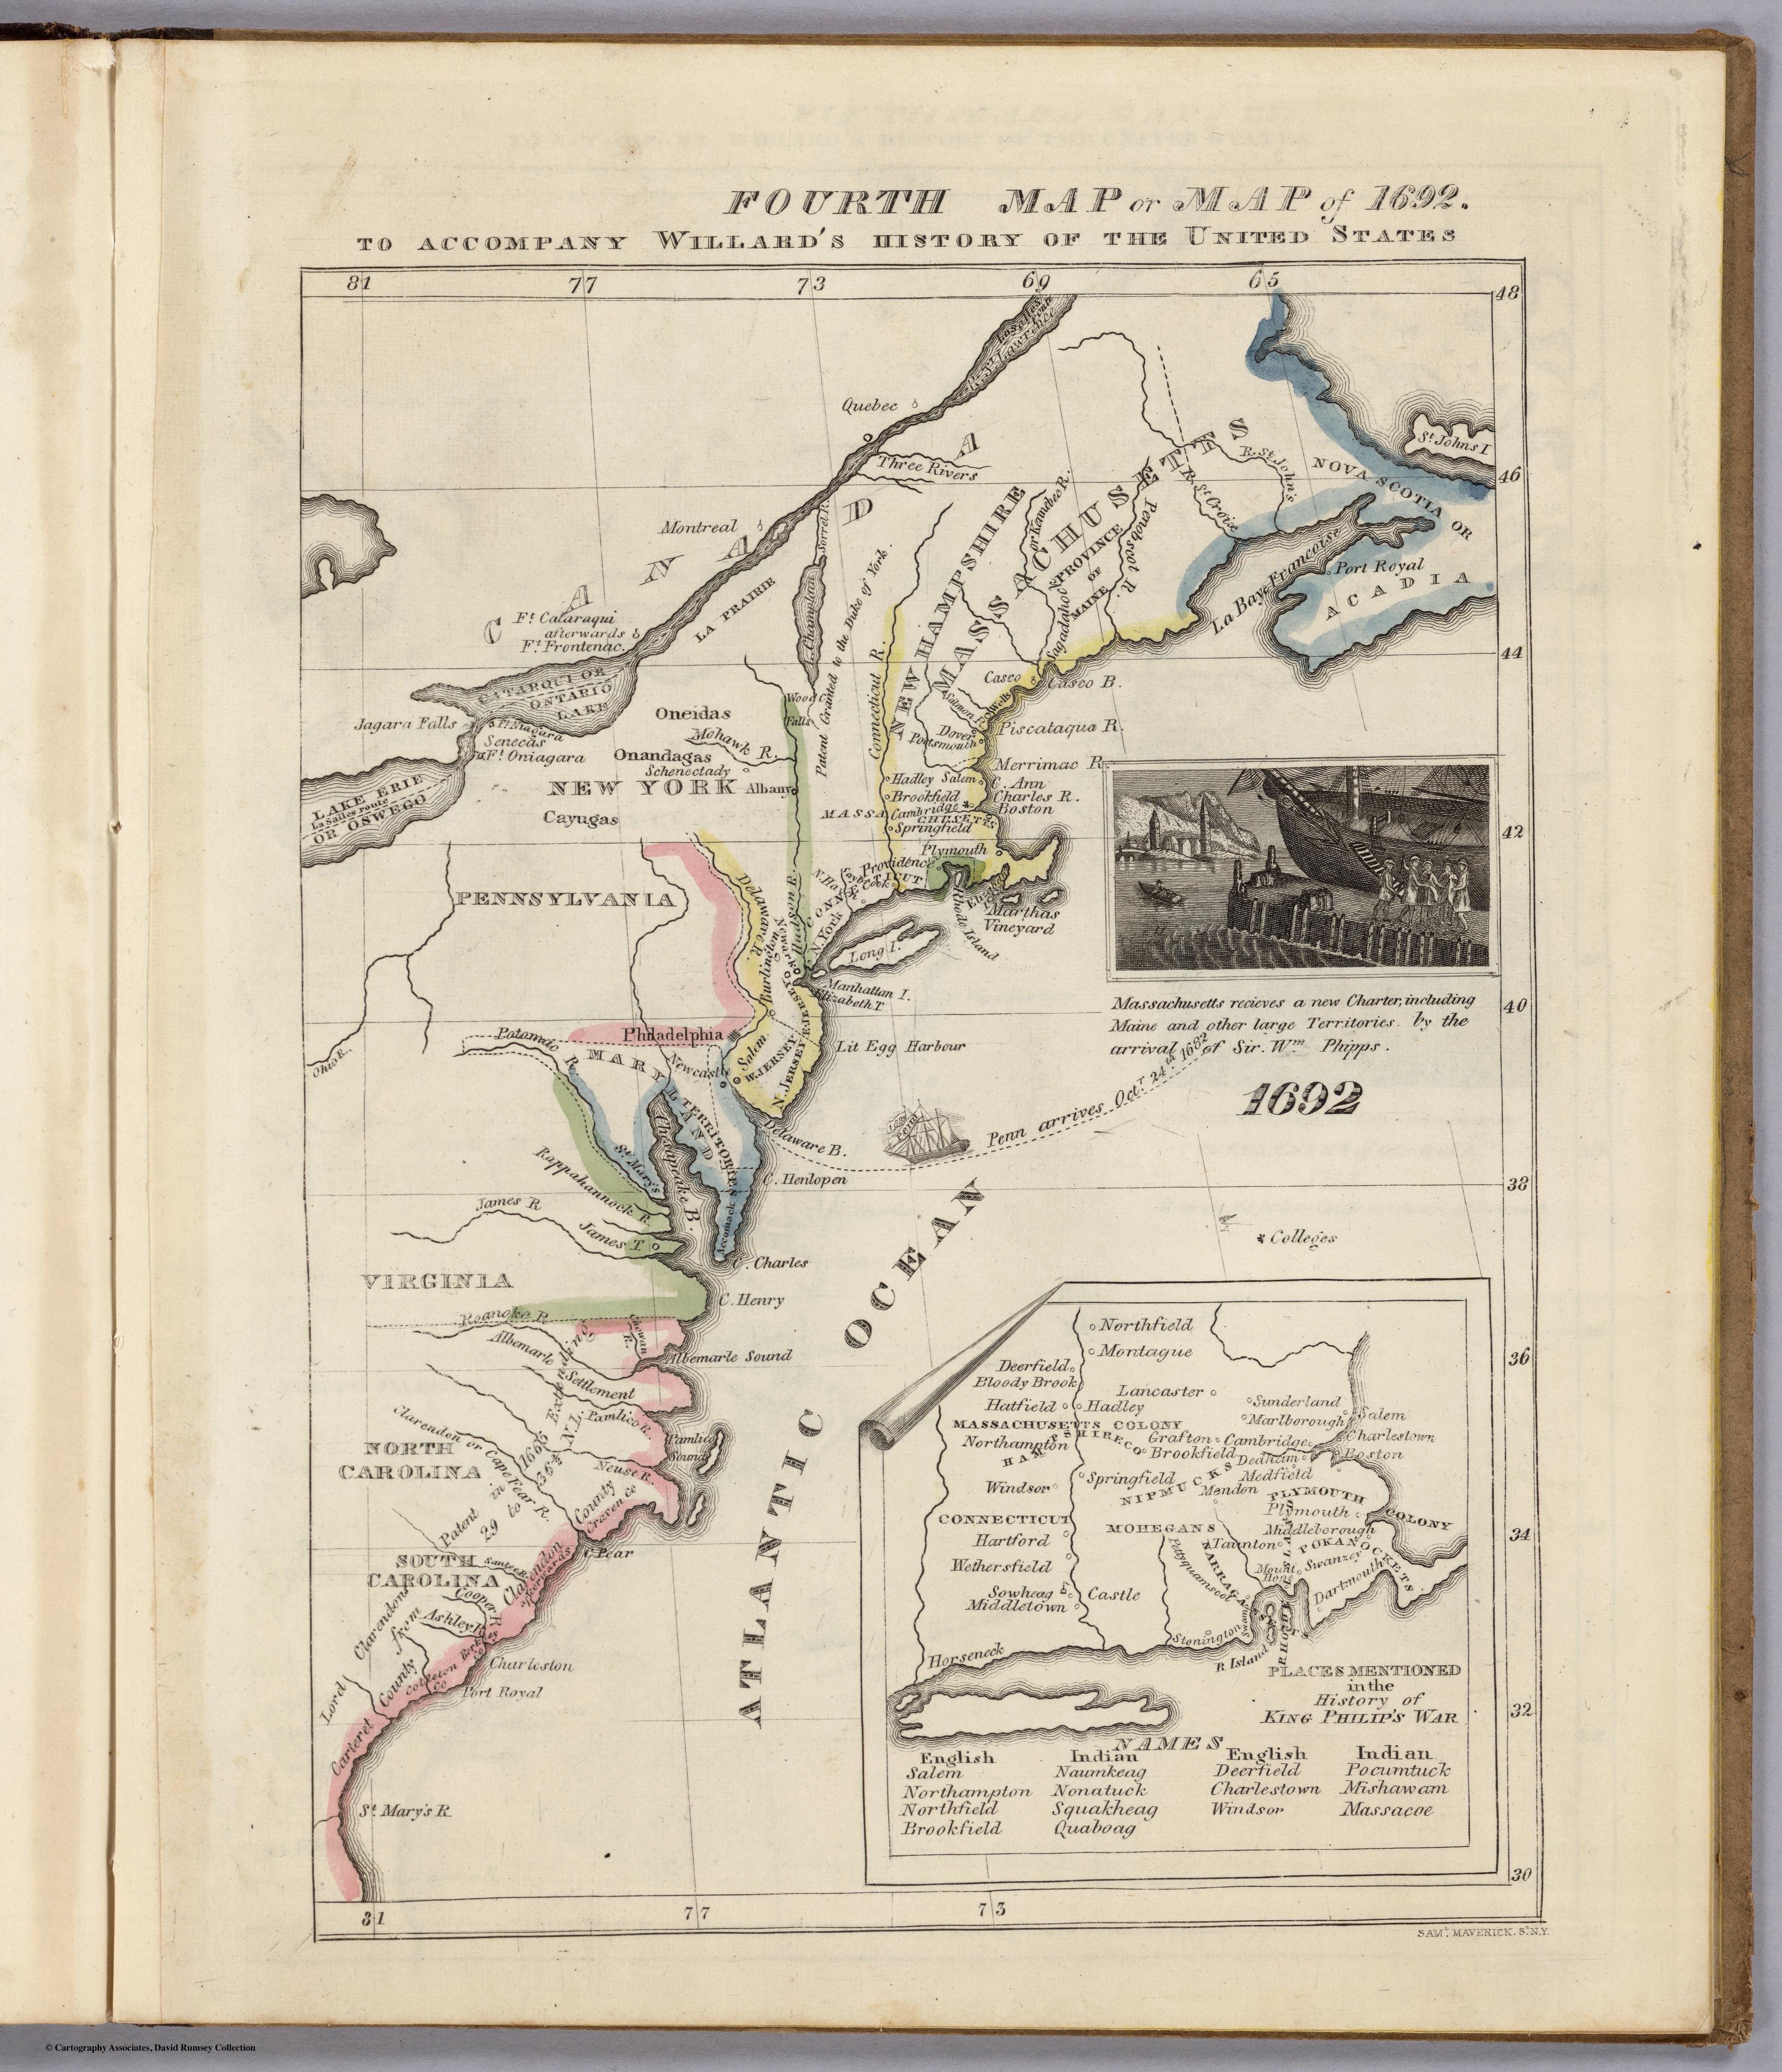 FOURTH MAP or MAP of 1692.
TO ACCOMPANY WILLARD'S HISTORY OF THE UNITED STATES
81 77 73 69 65
48
46
44
42
40
38
36
34
32
30
81 77 73
Quebec
Three Rivers
Montreal
CANADA
LA PRAIRIE
Sorrel R.
L. Champlain
Ft. Cataraqui
afterwards
Ft. Frontenac.
CATARQUI OR
ONTARIO
LAKE
Jagara Falls
Ft. Niagara
Senecas
Ft. Oniagara
LAKE ERIE
La Salles route
OR OSWEGO
Oneidas
Mohawk R.
Onandagas
Schenectady
NEW YORK
Albany
Cayugas
Wood C.
Falls
Patent Granted to the Duke of York.
Connecticut R.
NEW HAMPSHIRE
MASSACHUSETTS
PROVINCE
OF
MAINE
or Kannebec R.
Sagadahoc
Penobscot R.
R. St. Croix
R. St. John's
St. Johns I
NOVA SCOTIA OR
ACADIA
La Baye Francoise
Port Royal
Casco
Casco B.
Wells
Salmon F.
Dover
Portsmouth
Piscataqua R.
Merrimac R.
Hadley
Salem
C. Ann
Brookfield
Charles R.
Cambridge
Boston
MASSACHUSETTS
Springfield
Plymouth
Providence
CONNECTICUT
Rhode Island
Marthas
Vineyard
Long I.
N. York
Manhattan I.
Elizabeth T
Newark
Hudson R.
Delaware R.
Burlington
PENNSYLVANIA
Philadelphia
Salem
W. JERSEY
E. JERSEY
N. JERSEY
Lit Egg Harbour
Newcastle
Ohio R.
Potomac R.
MARYLAND
TERRITORIES
Delaware B.
C. Henlopen
Penn
Penn arrives Octr. 24th 1682
Chesapeake B.
St. Mary's
Accomack
Rappahannock R.
James R
James T
C. Charles
VIRGINIA
C. Henry
Roanoke R
Chowan
R.
Albemarle
Settlement
Albemarle Sound
Pamlico R.
Pamlico
Sound
Neuse R.
NORTH
CAROLINA
Clarendon or Cape Fear R.
Patent in 1665 Extending
29 to 36½ N.L.
County
Craven Co
C Fear
SOUTH
CAROLINA
Santee R.
Clarendon
Cooper R.
Ashley R
Clarendons
from
Colleton
Co
Charleston
Port Royal
Lord
Carteret
County
St. Mary's R.
ATLANTIC OCEAN
Massachusetts recieves a new Charter, including
Maine and other large Territories by the
arrival of Sir. Wm. Phipps.
1692
* Colleges
Northfield
Montague
Deerfield
Bloody Brook
Lancaster
Sunderland
Hatfield
Hadley
Marlborough
Salem
MASSACHUSETTS COLONY
HAMPSHIRE CO
Grafton
Cambridge
Charlestown
Northampton
Brookfield
Dedham
Boston
Medfield
Springfield
Windsor
NIPMUCKS
Mendon
PLYMOUTH
COLONY
CONNECTICUT
Plymouth
MOHEGANS
Middleborough
Hartford
Taunton
POKANOCKETS
Wethersfield
Pettyquamscot
Mount
Hope
Swanzey
Dartmouth
Sowheag
Castle
Middletown
Stonington
Horseneck
R. Island
PLACES MENTIONED
in the
History of
KING PHILIP'S WAR
NAMES
English Indian English Indian
Salem Naumkeag Deerfield Pocumtuck
Northampton Nonatuck Charlestown Mishawam
Northfield Squakheag Windsor Massacoe
Brookfield Quaboag
SAML. MAVERICK. Sc. N.Y.
© Cartography Associates, David Rumsey Collection